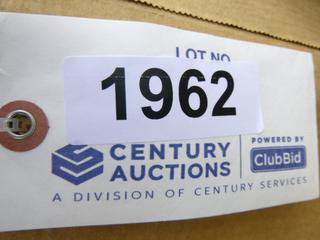 LOT NO.
1962
CENTURY
AUCTIONS
POWERED BY
ClubBid
A DIVISION OF CENTURY SERVICES